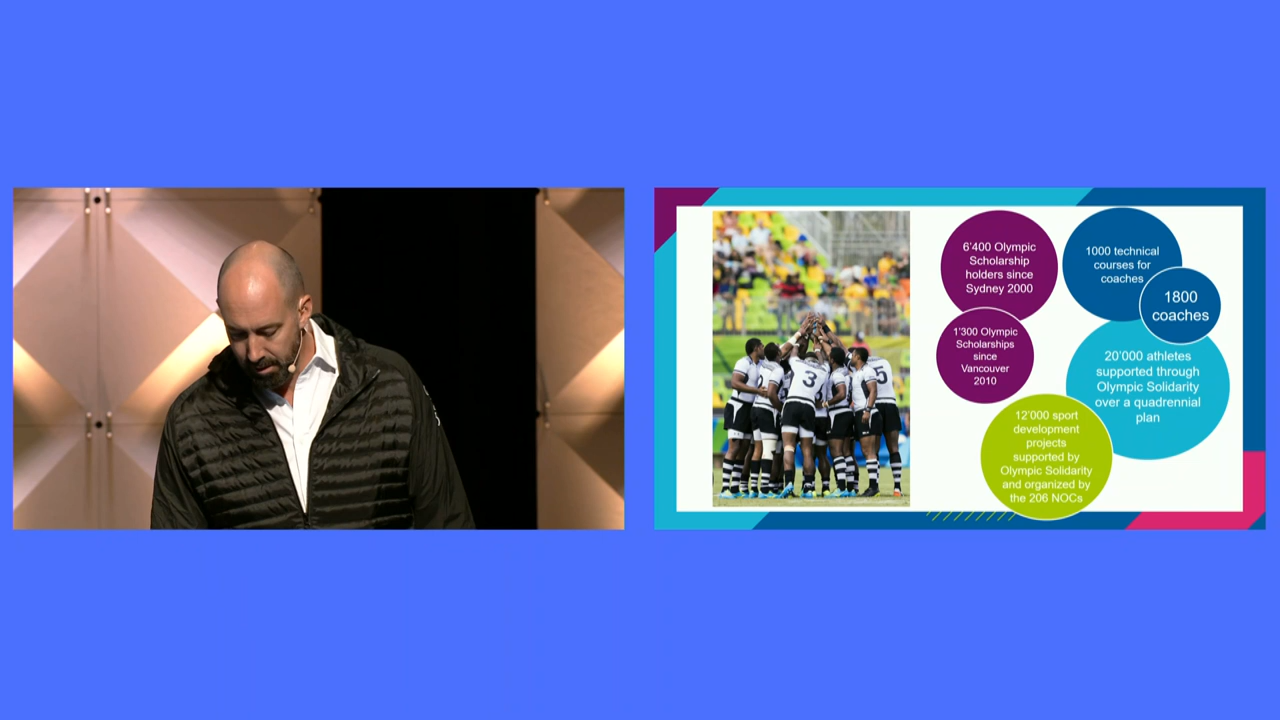 6'400 Olympic
Scholarship
holders since
Sydney 2000
1000 technical
courses for
coaches
1800
coaches
1'300 Olympic
Scholarships
since
Vancouver
2010
20'000 athletes
supported through
Olympic Solidarity
over a quadrennial
plan
12'000 sport
development
projects
supported by
Olympic Solidarity
and organized by
the 206 NOCs
3
5